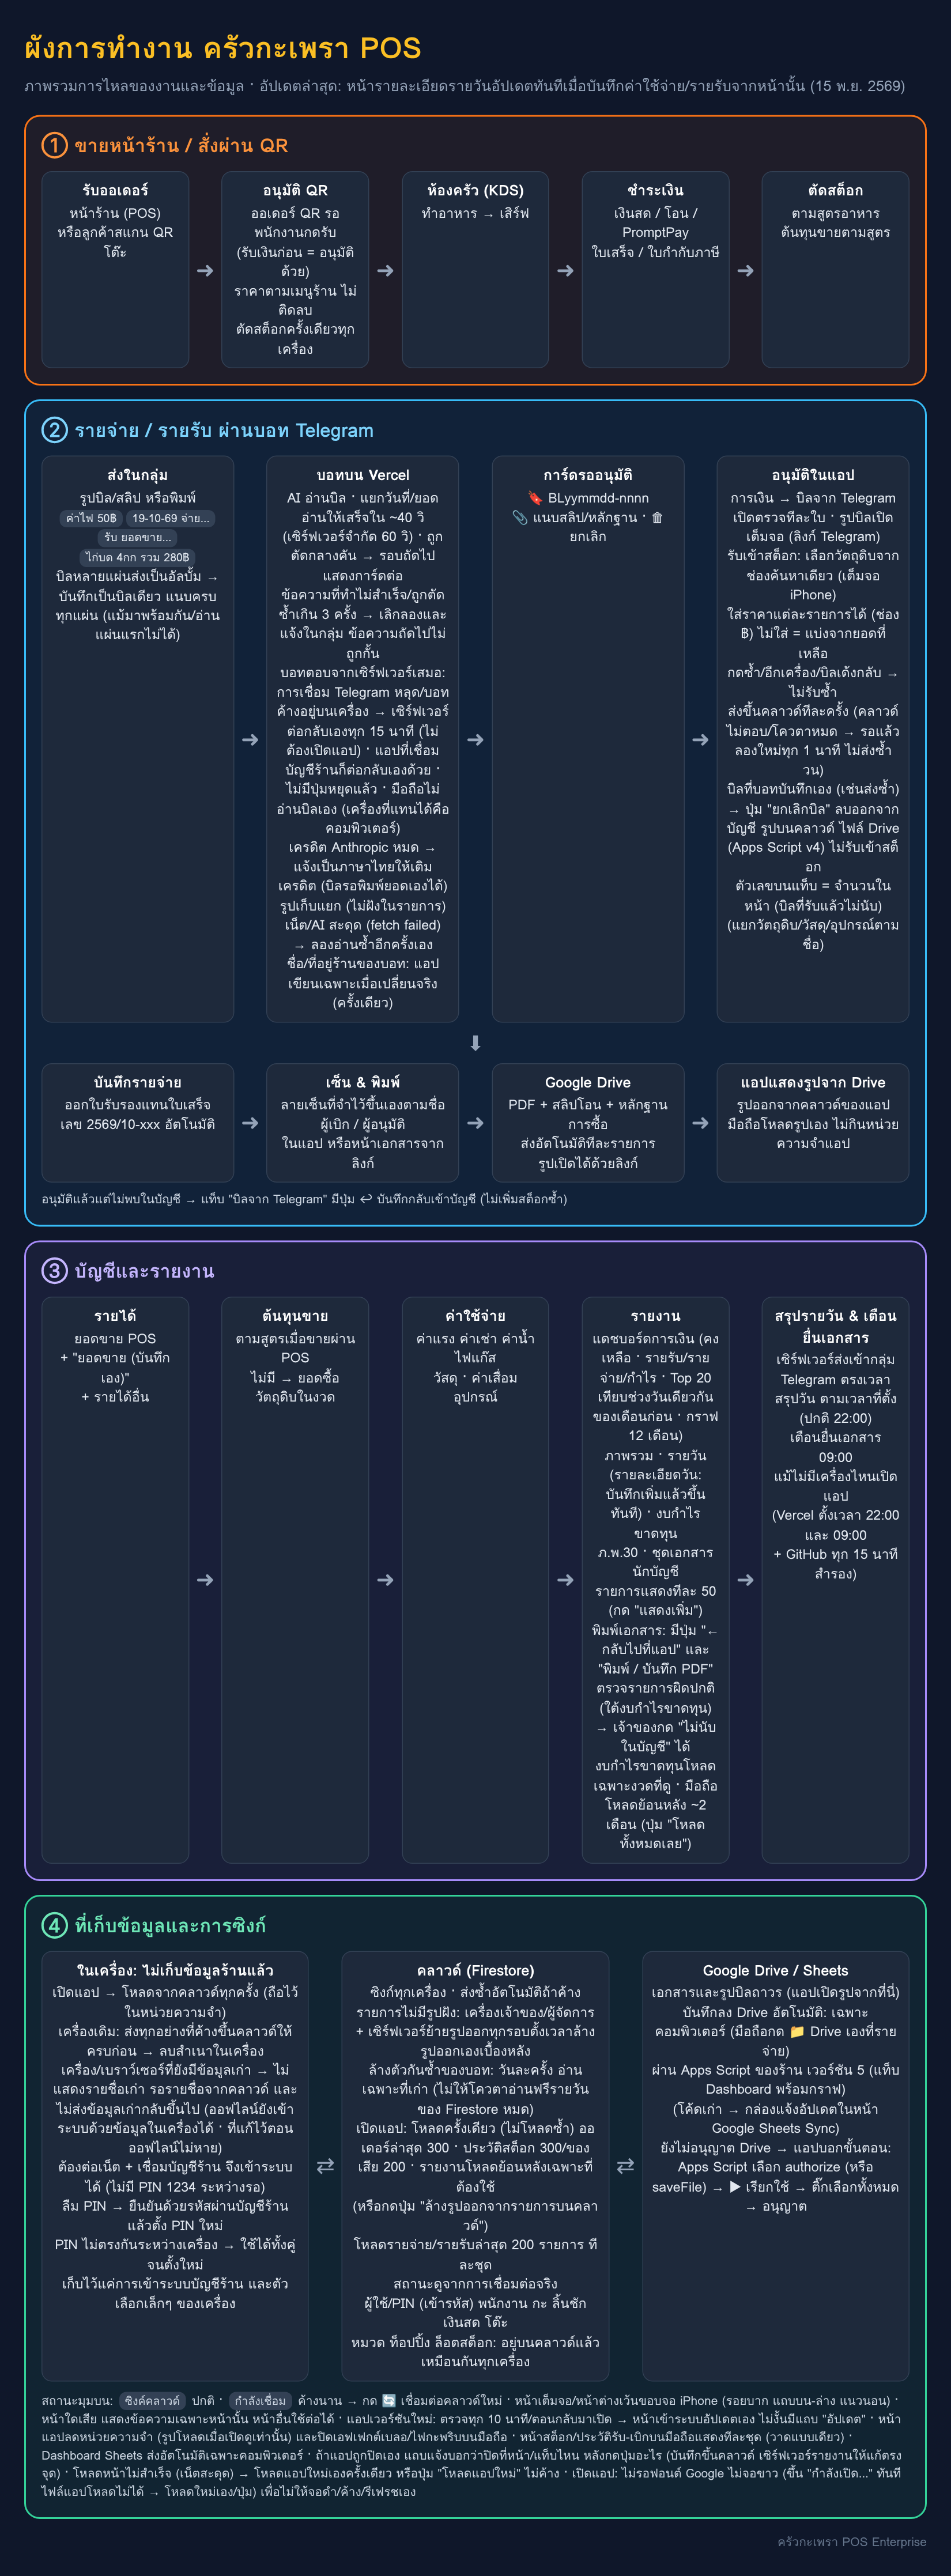 ผังการทำงาน ครัวกะเพรา POS
ภาพรวมการไหลของงานและข้อมูล · อัปเดตล่าสุด: หน้ารายละเอียดรายวันอัปเดตทันทีเมื่อบันทึกค่าใช้จ่าย/รายรับจากหน้านั้น (15 พ.ย. 2569)
① ขายหน้าร้าน / สั่งผ่าน QR
รับออเดอร์
หน้าร้าน (POS)
หรือลูกค้าสแกน QR
โต๊ะ
➜
อนุมัติ QR
ออเดอร์ QR รอ
พนักงานกดรับ
(รับเงินก่อน = อนุมัติ
ด้วย)
ราคาตามเมนูร้าน ไม่
ติดลบ
ตัดสต็อกครั้งเดียวทุก
เครื่อง
➜
ห้องครัว (KDS)
ทำอาหาร → เสิร์ฟ
➜
ชำระเงิน
เงินสด / โอน /
PromptPay
ใบเสร็จ / ใบกำกับภาษี
➜
ตัดสต็อก
ตามสูตรอาหาร
ต้นทุนขายตามสูตร
② รายจ่าย / รายรับ ผ่านบอท Telegram
ส่งในกลุ่ม
รูปบิล/สลิป หรือพิมพ์
ค่าไฟ 50฿ 19-10-69 จ่าย...
รับ ยอดขาย...
ไก่บด 4กก รวม 280฿
บิลหลายแผ่นส่งเป็นอัลบั้ม →
บันทึกเป็นบิลเดียว แนบครบ
ทุกแผ่น (แม้มาพร้อมกัน/อ่าน
แผ่นแรกไม่ได้)
➜
บอทบน Vercel
AI อ่านบิล · แยกวันที่/ยอด
อ่านให้เสร็จใน ~40 วิ
(เซิร์ฟเวอร์จำกัด 60 วิ) · ถูก
ตัดกลางคัน → รอบถัดไป
แสดงการ์ดต่อ
ข้อความที่ทำไม่สำเร็จ/ถูกตัด
ซ้ำเกิน 3 ครั้ง → เลิกลองและ
แจ้งในกลุ่ม ข้อความถัดไปไม่
ถูกกั้น
บอทตอบจากเซิร์ฟเวอร์เสมอ:
การเชื่อม Telegram หลุด/บอท
ค้างอยู่บนเครื่อง → เซิร์ฟเวอร์
ต่อกลับเองทุก 15 นาที (ไม่
ต้องเปิดแอป) · แอปที่เชื่อม
บัญชีร้านก็ต่อกลับเองด้วย ·
ไม่มีปุ่มหยุดแล้ว · มือถือไม่
อ่านบิลเอง (เครื่องที่แทนได้คือ
คอมพิวเตอร์)
เครดิต Anthropic หมด →
แจ้งเป็นภาษาไทยให้เติม
เครดิต (บิลรอพิมพ์ยอดเองได้)
รูปเก็บแยก (ไม่ฝังในรายการ)
เน็ต/AI สะดุด (fetch failed)
→ ลองอ่านซ้ำอีกครั้งเอง
ชื่อ/ที่อยู่ร้านของบอท: แอป
เขียนเฉพาะเมื่อเปลี่ยนจริง
(ครั้งเดียว)
➜
การ์ดรออนุมัติ
🔖 BLyymmdd-nnnn
📎 แนบสลิป/หลักฐาน · 🗑
ยกเลิก
➜
อนุมัติในแอป
การเงิน → บิลจาก Telegram
เปิดตรวจทีละใบ · รูปบิลเปิด
เต็มจอ (ลิงก์ Telegram)
รับเข้าสต็อก: เลือกวัตถุดิบจาก
ช่องค้นหาเดียว (เต็มจอ
iPhone)
ใส่ราคาแต่ละรายการได้ (ช่อง
฿) ไม่ใส่ = แบ่งจากยอดที่
เหลือ
กดซ้ำ/อีกเครื่อง/บิลเด้งกลับ →
ไม่รับซ้ำ
ส่งขึ้นคลาวด์ทีละครั้ง (คลาวด์
ไม่ตอบ/โควตาหมด → รอแล้ว
ลองใหม่ทุก 1 นาที ไม่ส่งซ้ำ
วน)
บิลที่บอทบันทึกเอง (เช่นส่งซ้ำ)
→ ปุ่ม "ยกเลิกบิล" ลบออกจาก
บัญชี รูปบนคลาวด์ ไฟล์ Drive
(Apps Script v4) ไม่รับเข้าสต็
อก
ตัวเลขบนแท็บ = จำนวนใน
หน้า (บิลที่รับแล้วไม่นับ)
(แยกวัตถุดิบ/วัสดุ/อุปกรณ์ตาม
ชื่อ)
⬇
บันทึกรายจ่าย
ออกใบรับรองแทนใบเสร็จ
เลข 2569/10-xxx อัตโนมัติ
➜
เซ็น & พิมพ์
ลายเซ็นที่จำไว้ขึ้นเองตามชื่อ
ผู้เบิก / ผู้อนุมัติ
ในแอป หรือหน้าเอกสารจาก
ลิงก์
➜
Google Drive
PDF + สลิปโอน + หลักฐาน
การซื้อ
ส่งอัตโนมัติทีละรายการ
รูปเปิดได้ด้วยลิงก์
➜
แอปแสดงรูปจาก Drive
รูปออกจากคลาวด์ของแอป
มือถือโหลดรูปเอง ไม่กินหน่วย
ความจำแอป
อนุมัติแล้วแต่ไม่พบในบัญชี → แท็บ "บิลจาก Telegram" มีปุ่ม ↩ บันทึกกลับเข้าบัญชี (ไม่เพิ่มสต็อกซ้ำ)
③ บัญชีและรายงาน
รายได้
ยอดขาย POS
+ "ยอดขาย (บันทึก
เอง)"
+ รายได้อื่น
➜
ต้นทุนขาย
ตามสูตรเมื่อขายผ่าน
POS
ไม่มี → ยอดซื้อ
วัตถุดิบในงวด
➜
ค่าใช้จ่าย
ค่าแรง ค่าเช่า ค่าน้ำ
ไฟแก๊ส
วัสดุ · ค่าเสื่อม
อุปกรณ์
➜
รายงาน
แดชบอร์ดการเงิน (คง
เหลือ · รายรับ/ราย
จ่าย/กำไร · Top 20
เทียบช่วงวันเดียวกัน
ของเดือนก่อน · กราฟ
12 เดือน)
ภาพรวม · รายวัน
(รายละเอียดวัน:
บันทึกเพิ่มแล้วขึ้น
ทันที) · งบกำไร
ขาดทุน
ภ.พ.30 · ชุดเอกสาร
นักบัญชี
รายการแสดงทีละ 50
(กด "แสดงเพิ่ม")
พิมพ์เอกสาร: มีปุ่ม "←
กลับไปที่แอป" และ
"พิมพ์ / บันทึก PDF"
ตรวจรายการผิดปกติ
(ใต้งบกำไรขาดทุน)
→ เจ้าของกด "ไม่นับ
ในบัญชี" ได้
งบกำไรขาดทุนโหลด
เฉพาะงวดที่ดู · มือถือ
โหลดย้อนหลัง ~2
เดือน (ปุ่ม "โหลด
ทั้งหมดเลย")
➜
สรุปรายวัน & เตือน
ยื่นเอกสาร
เซิร์ฟเวอร์ส่งเข้ากลุ่ม
Telegram ตรงเวลา
สรุปวัน ตามเวลาที่ตั้ง
(ปกติ 22:00)
เตือนยื่นเอกสาร
09:00
แม้ไม่มีเครื่องไหนเปิด
แอป
(Vercel ตั้งเวลา 22:00
และ 09:00
+ GitHub ทุก 15 นาที
สำรอง)
④ ที่เก็บข้อมูลและการซิงก์
ในเครื่อง: ไม่เก็บข้อมูลร้านแล้ว
เปิดแอป → โหลดจากคลาวด์ทุกครั้ง (ถือไว้
ในหน่วยความจำ)
เครื่องเดิม: ส่งทุกอย่างที่ค้างขึ้นคลาวด์ให้
ครบก่อน → ลบสำเนาในเครื่อง
เครื่อง/เบราว์เซอร์ที่ยังมีข้อมูลเก่า → ไม่
แสดงรายชื่อเก่า รอรายชื่อจากคลาวด์ และ
ไม่ส่งข้อมูลเก่ากลับขึ้นไป (ออฟไลน์ยังเข้า
ระบบด้วยข้อมูลในเครื่องได้ · ที่แก้ไว้ตอน
ออฟไลน์ไม่หาย)
ต้องต่อเน็ต + เชื่อมบัญชีร้าน จึงเข้าระบบ
ได้ (ไม่มี PIN 1234 ระหว่างรอ)
ลืม PIN → ยืนยันด้วยรหัสผ่านบัญชีร้าน
แล้วตั้ง PIN ใหม่
PIN ไม่ตรงกันระหว่างเครื่อง → ใช้ได้ทั้งคู่
จนตั้งใหม่
เก็บไว้แค่การเข้าระบบบัญชีร้าน และตัว
เลือกเล็กๆ ของเครื่อง
⇄
คลาวด์ (Firestore)
ซิงก์ทุกเครื่อง · ส่งซ้ำอัตโนมัติถ้าค้าง
รายการไม่มีรูปฝัง: เครื่องเจ้าของ/ผู้จัดการ
+ เซิร์ฟเวอร์ย้ายรูปออกทุกรอบตั้งเวลาล้าง
รูปออกเองเบื้องหลัง
ล้างตัวกันซ้ำของบอท: วันละครั้ง อ่าน
เฉพาะที่เก่า (ไม่ให้โควตาอ่านฟรีรายวัน
ของ Firestore หมด)
เปิดแอป: โหลดครั้งเดียว (ไม่โหลดซ้ำ) ออ
เดอร์ล่าสุด 300 · ประวัติสต็อก 300/ของ
เสีย 200 · รายงานโหลดย้อนหลังเฉพาะที่
ต้องใช้
(หรือกดปุ่ม "ล้างรูปออกจากรายการบนคลา
วด์")
โหลดรายจ่าย/รายรับล่าสุด 200 รายการ ที
ละชุด
สถานะดูจากการเชื่อมต่อจริง
ผู้ใช้/PIN (เข้ารหัส) พนักงาน กะ ลิ้นชัก
เงินสด โต๊ะ
หมวด ท็อปปิ้ง ล็อตสต็อก: อยู่บนคลาวด์แล้ว
เหมือนกันทุกเครื่อง
⇄
Google Drive / Sheets
เอกสารและรูปบิลถาวร (แอปเปิดรูปจากที่นี่)
บันทึกลง Drive อัตโนมัติ: เฉพาะ
คอมพิวเตอร์ (มือถือกด 📁 Drive เองที่ราย
จ่าย)
ผ่าน Apps Script ของร้าน เวอร์ชัน 5 (แท็บ
Dashboard พร้อมกราฟ)
(โค้ดเก่า → กล่องแจ้งอัปเดตในหน้า
Google Sheets Sync)
ยังไม่อนุญาต Drive → แอปบอกขั้นตอน:
Apps Script เลือก authorize (หรือ
saveFile) → ▶ เรียกใช้ → ติ๊กเลือกทั้งหมด
→ อนุญาต
สถานะมุมบน: ซิงค์คลาวด์ ปกติ · กำลังเชื่อม ค้างนาน → กด 🔄 เชื่อมต่อคลาวด์ใหม่ · หน้าเต็มจอ/หน้าต่างเว้นขอบจอ iPhone (รอยบาก แถบบน-ล่าง แนวนอน) ·
หน้าใดเสีย แสดงข้อความเฉพาะหน้านั้น หน้าอื่นใช้ต่อได้ · แอปเวอร์ชันใหม่: ตรวจทุก 10 นาที/ตอนกลับมาเปิด → หน้าเข้าระบบอัปเดตเอง ไม่งั้นมีแถบ "อัปเดต" · หน้า
แอปลดหน่วยความจำ (รูปโหลดเมื่อเปิดดูเท่านั้น) และปิดเอฟเฟกต์เบลอ/ไฟกะพริบบนมือถือ · หน้าสต็อก/ประวัติรับ-เบิกบนมือถือแสดงทีละชุด (วาดแบบเดียว) ·
Dashboard Sheets ส่งอัตโนมัติเฉพาะคอมพิวเตอร์ · ถ้าแอปถูกปิดเอง แถบแจ้งบอกว่าปิดที่หน้า/แท็บไหน หลังกดปุ่มอะไร (บันทึกขึ้นคลาวด์ เซิร์ฟเวอร์รายงานให้แก้ตรง
จุด) · โหลดหน้าไม่สำเร็จ (เน็ตสะดุด) → โหลดแอปใหม่เองครั้งเดียว หรือปุ่ม "โหลดแอปใหม่" ไม่ค้าง · เปิดแอป: ไม่รอฟอนต์ Google ไม่จอขาว (ขึ้น "กำลังเปิด..." ทันที
ไฟล์แอปโหลดไม่ได้ → โหลดใหม่เอง/ปุ่ม) เพื่อไม่ให้จอดำ/ค้าง/รีเฟรชเอง
ครัวกะเพรา POS Enterprise